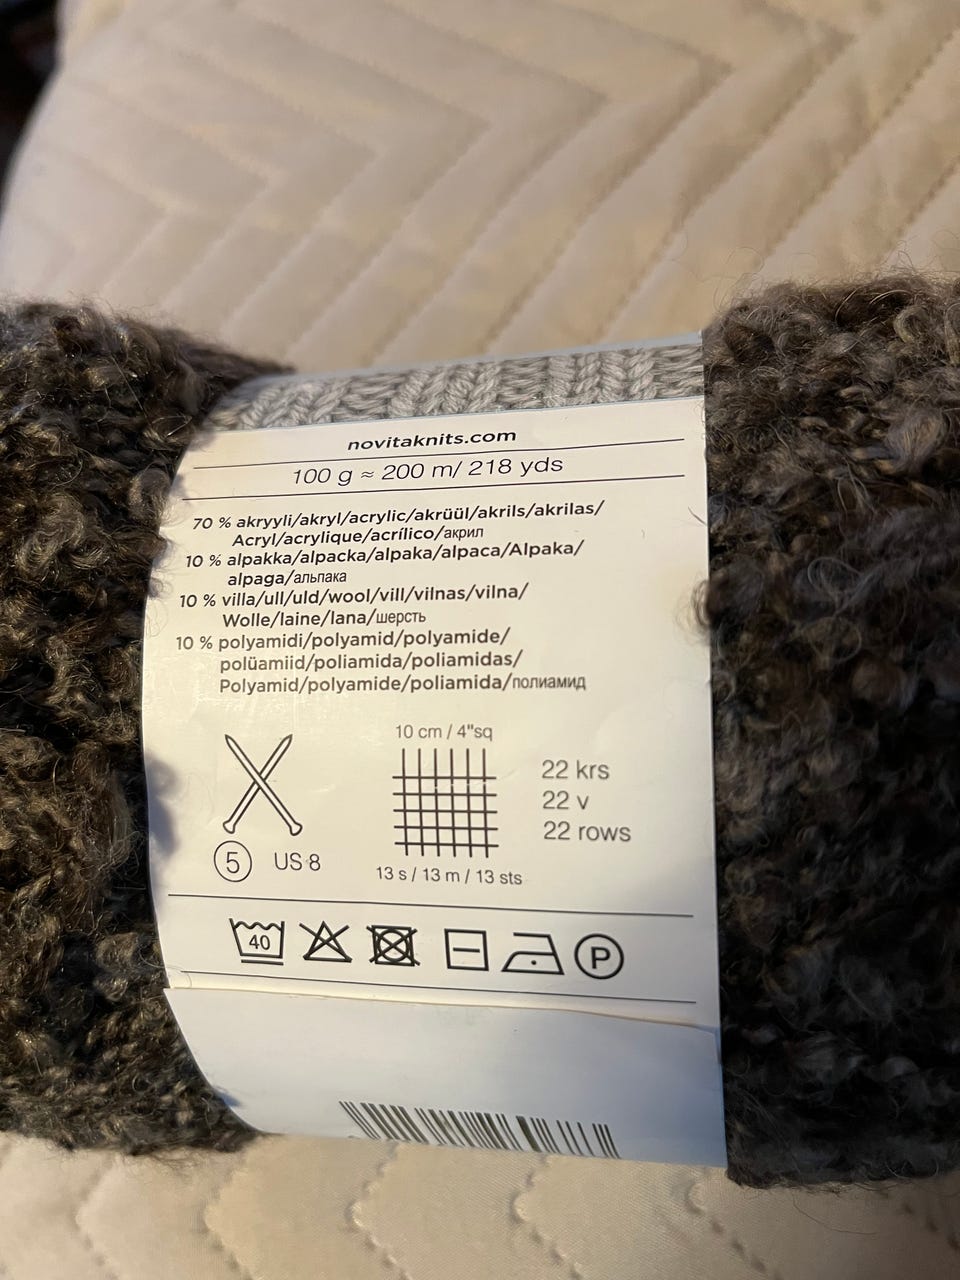 novitaknits.com
100 g ≈ 200 m/ 218 yds
70 % akryyli/akryl/acrylic/akrüül/akrils/akrilas/
Acryl/acrylique/acrílico/акрил
10 % alpakka/alpacka/alpaka/alpaca/Alpaka/
alpaga/альпака
10 % villa/ull/uld/wool/vill/vilnas/vilna/
Wolle/laine/lana/шерсть
10 % polyamidi/polyamid/polyamide/
polüamiid/poliamida/poliamidas/
Polyamid/polyamide/poliamida/полиамид
10 cm / 4"sq
22 krs
22 v
22 rows
5 US 8
13 s / 13 m / 13 sts
40
P